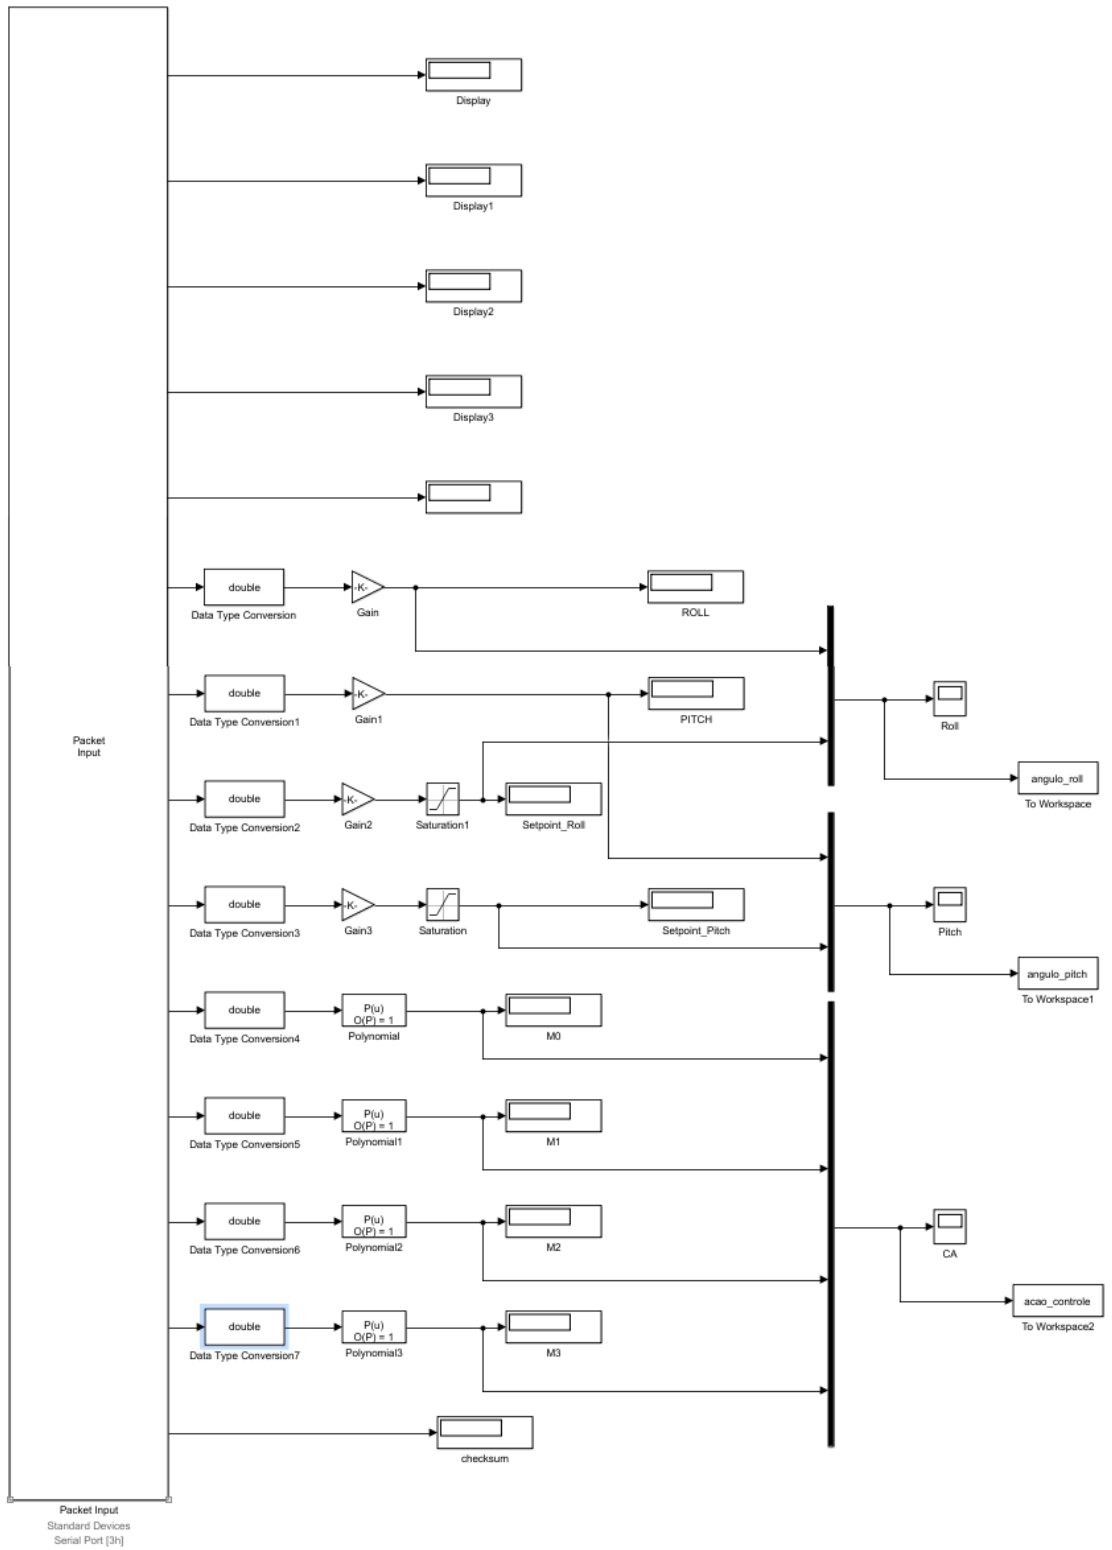 Display
Display1
Display2
Display3
double
Data Type Conversion
-K-
Gain
ROLL
double
Data Type Conversion1
-K-
Gain1
PITCH
Roll
Packet
Input
angulo_roll
To Workspace
double
Data Type Conversion2
-K-
Gain2
Saturation1
Setpoint_Roll
double
Data Type Conversion3
-K-
Gain3
Saturation
Setpoint_Pitch
Pitch
angulo_pitch
To Workspace1
double
Data Type Conversion4
P(u)
O(P) = 1
Polynomial
M0
double
Data Type Conversion5
P(u)
O(P) = 1
Polynomial1
M1
double
Data Type Conversion6
P(u)
O(P) = 1
Polynomial2
M2
CA
acao_controle
To Workspace2
double
Data Type Conversion7
P(u)
O(P) = 1
Polynomial3
M3
checksum
Packet Input
Standard Devices
Serial Port [3h]